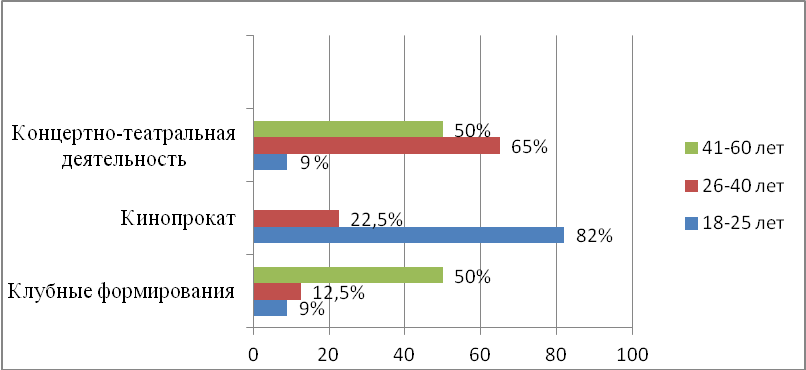 Концертно-театральная
деятельность
50%
65%
9 %
Кинопрокат
22,5%
82%
Клубные формирования
50%
12,5%
9%
0 20 40 60 80 100
41-60 лет
26-40 лет
18-25 лет